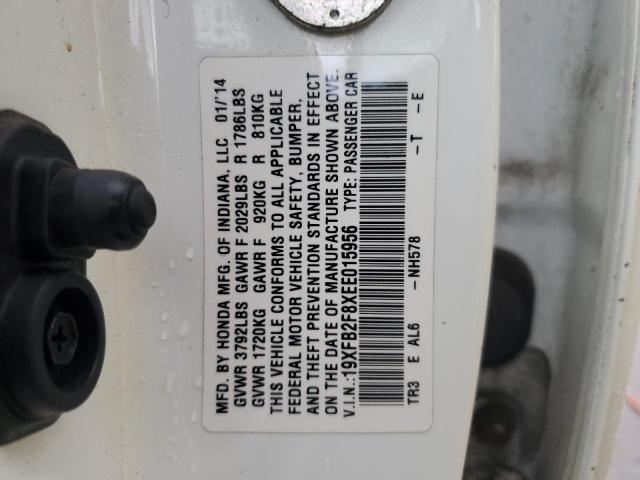 MFD. BY HONDA MFG. OF INDIANA, LLC 01/'14
GVWR 3792LBS GAWR F 2029LBS R 1786LBS
GVWR 1720KG GAWR F 920KG R 810KG
THIS VEHICLE CONFORMS TO ALL APPLICABLE
FEDERAL MOTOR VEHICLE SAFETY, BUMPER,
AND THEFT PREVENTION STANDARDS IN EFFECT
ON THE DATE OF MANUFACTURE SHOWN ABOVE.
V.I.N.:19XFB2F8XEE015956 TYPE: PASSENGER CAR
TR3 E AL6 -NH578 -T -E